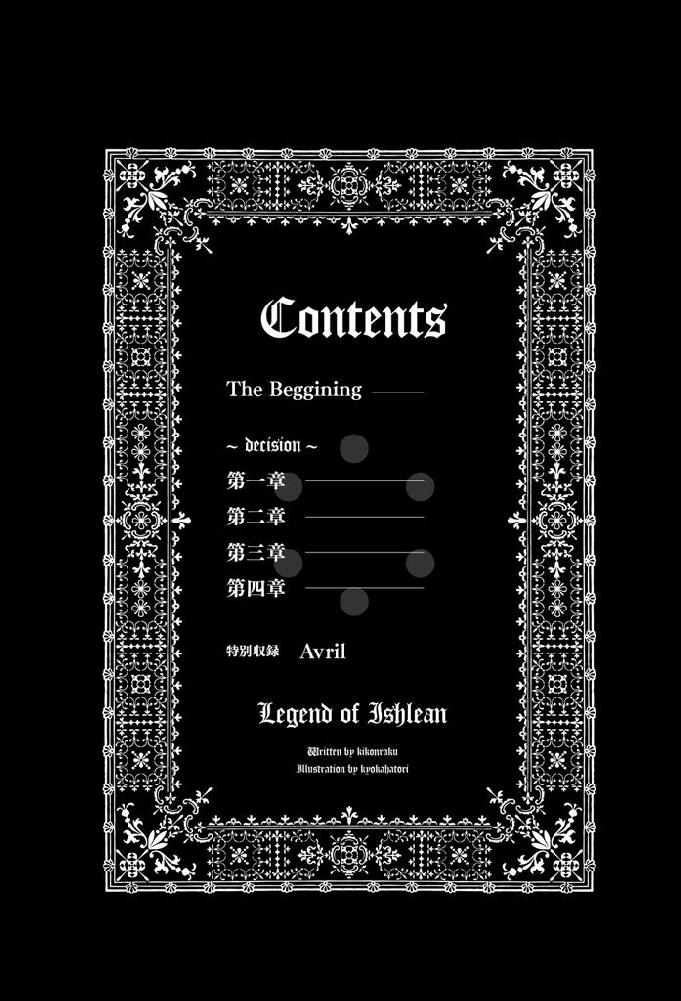 Contents
The Beggining
~ decision ~
第一章
第二章
第三章
第四章
特別収録 Avril
Legend of Ishlean
Written by kikonraku
Illustration by kyokahatori